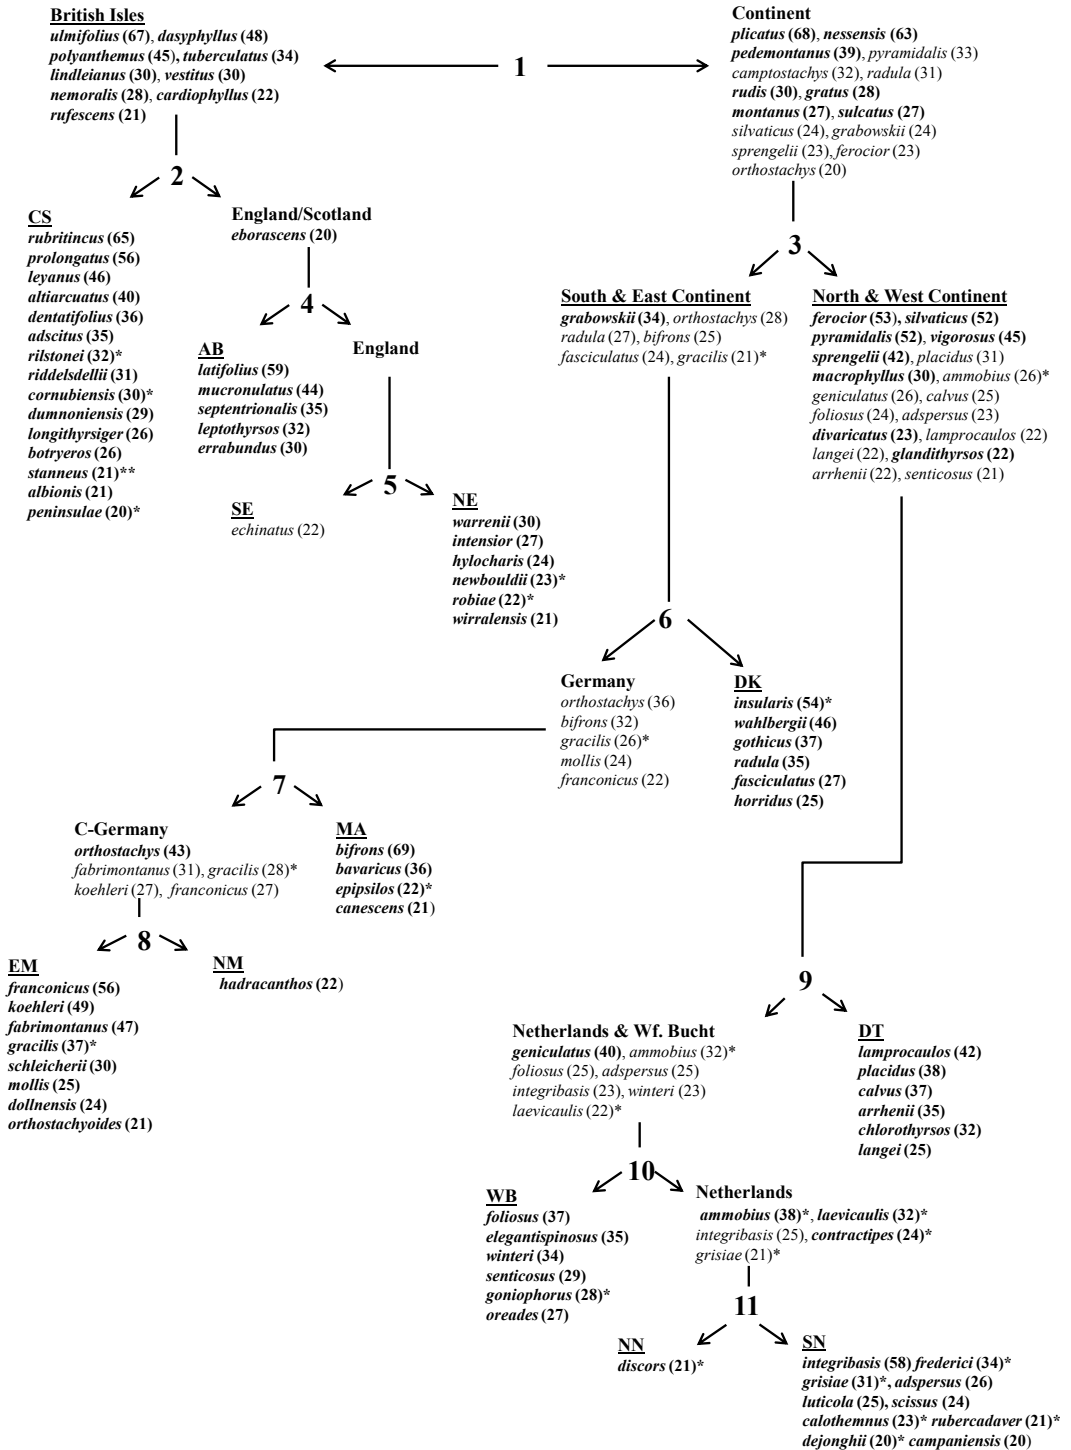 British Isles
ulmifolius (67), dasyphyllus (48)
polyanthemus (45), tuberculatus (34)
lindleianus (30), vestitus (30)
nemoralis (28), cardiophyllus (22)
rufescens (21)
1
Continent
plicatus (68), nessensis (63)
pedemontanus (39), pyramidalis (33)
camptostachys (32), radula (31)
rudis (30), gratus (28)
montanus (27), sulcatus (27)
silvaticus (24), grabowskii (24)
sprengelii (23), ferocior (23)
orthostachys (20)
2
CS
rubritincus (65)
prolongatus (56)
leyanus (46)
altiarcuatus (40)
dentatifolius (36)
adscitus (35)
rilstonei (32)*
riddelsdellii (31)
cornubiensis (30)*
dumnoniensis (29)
longithyrsiger (26)
botryeros (26)
stanneus (21)**
albionis (21)
peninsulae (20)*
England/Scotland
eborascens (20)
4
AB
latifolius (59)
mucronulatus (44)
septentrionalis (35)
leptothyrsos (32)
errabundus (30)
England
5
SE
echinatus (22)
NE
warrenii (30)
intensior (27)
hylocharis (24)
newbouldii (23)*
robiae (22)*
wirralensis (21)
3
South & East Continent
grabowskii (34), orthostachys (28)
radula (27), bifrons (25)
fasciculatus (24), gracilis (21)*
North & West Continent
ferocior (53), silvaticus (52)
pyramidalis (52), vigorosus (45)
sprengelii (42), placidus (31)
macrophyllus (30), ammobius (26)*
geniculatus (26), calvus (25)
foliosus (24), adspersus (23)
divaricatus (23), lamprocaulos (22)
langei (22), glandithyrsos (22)
arrhenii (22), senticosus (21)
6
Germany
orthostachys (36)
bifrons (32)
gracilis (26)*
mollis (24)
franconicus (22)
DK
insularis (54)*
wahlbergii (46)
gothicus (37)
radula (35)
fasciculatus (27)
horridus (25)
7
C-Germany
orthostachys (43)
fabrimontanus (31), gracilis (28)*
koehleri (27), franconicus (27)
MA
bifrons (69)
bavaricus (36)
epipsilos (22)*
canescens (21)
8
EM
franconicus (56)
koehleri (49)
fabrimontanus (47)
gracilis (37)*
schleicherii (30)
mollis (25)
dollnensis (24)
orthostachyoides (21)
NM
hadracanthos (22)
9
Netherlands & Wf. Bucht
geniculatus (40), ammobius (32)*
foliosus (25), adspersus (25)
integribasis (23), winteri (23)
laevicaulis (22)*
DT
lamprocaulos (42)
placidus (38)
calvus (37)
arrhenii (35)
chlorothyrsos (32)
langei (25)
10
WB
foliosus (37)
elegantispinosus (35)
winteri (34)
senticosus (29)
goniophorus (28)*
oreades (27)
Netherlands
ammobius (38)*, laevicaulis (32)*
integribasis (25), contractipes (24)*
grisiae (21)*
11
NN
discors (21)*
SN
integribasis (58) frederici (34)*
grisiae (31)*, adspersus (26)
luticola (25), scissus (24)
calothemnus (23)* rubercadaver (21)*
dejonghii (20)* campaniensis (20)